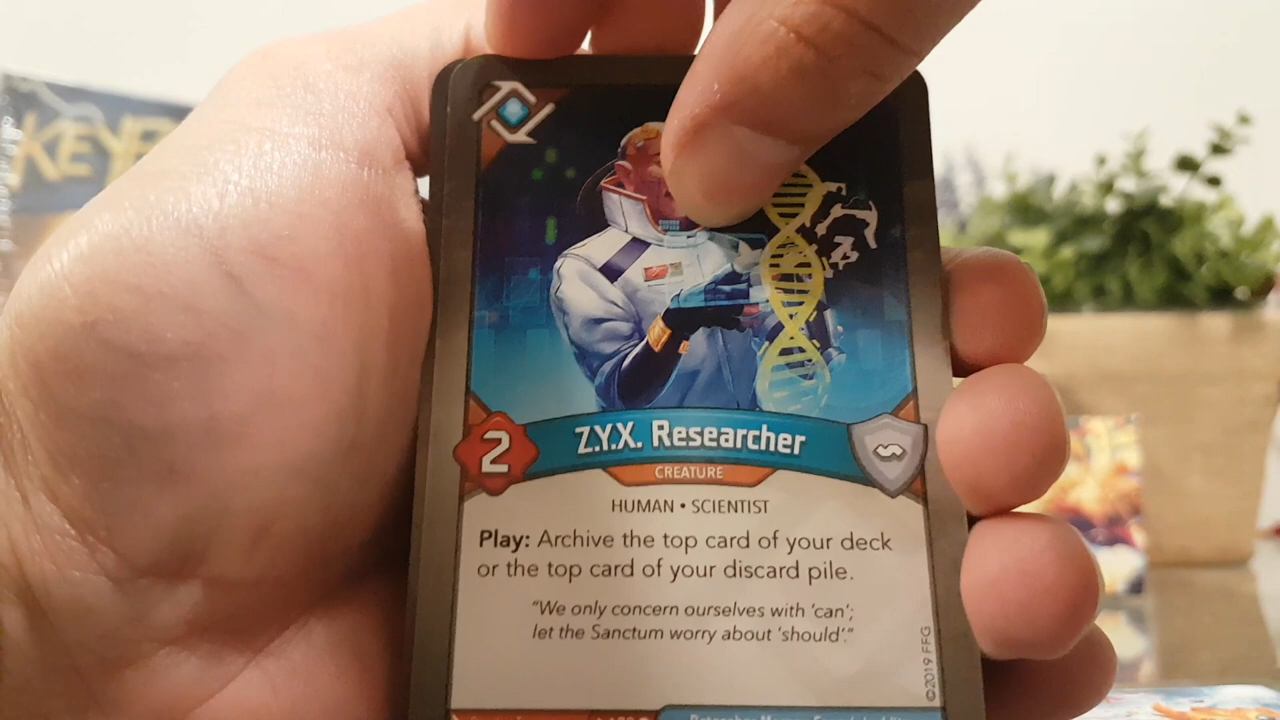 KEYF
2
Z.Y.X. Researcher
CREATURE
HUMAN • SCIENTIST
Play: Archive the top card of your deck
or the top card of your discard pile.
“We only concern ourselves with ‘can’;
let the Sanctum worry about ‘should’.”
©2019 FFG